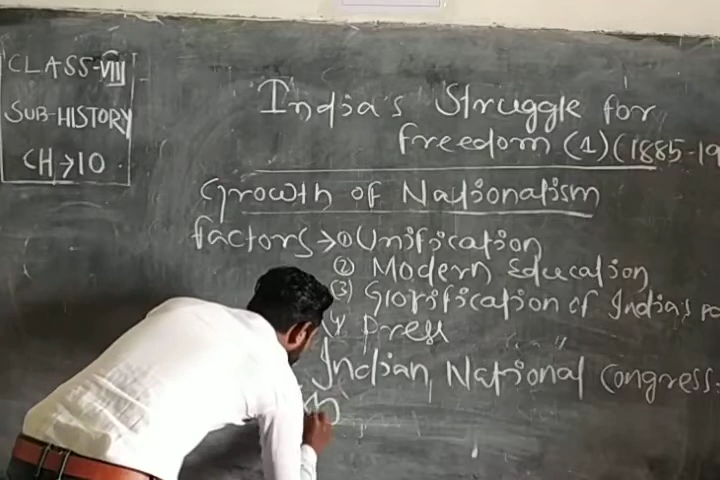 CLASS-VIII
SUB-HISTORY
CH→10
India's Struggle for
freedom (1) (1885-19
Growth of Nationalism
factors → ① Unification
② Modern Education
(3) Glorification of India's pa
Press
Indian National Congress